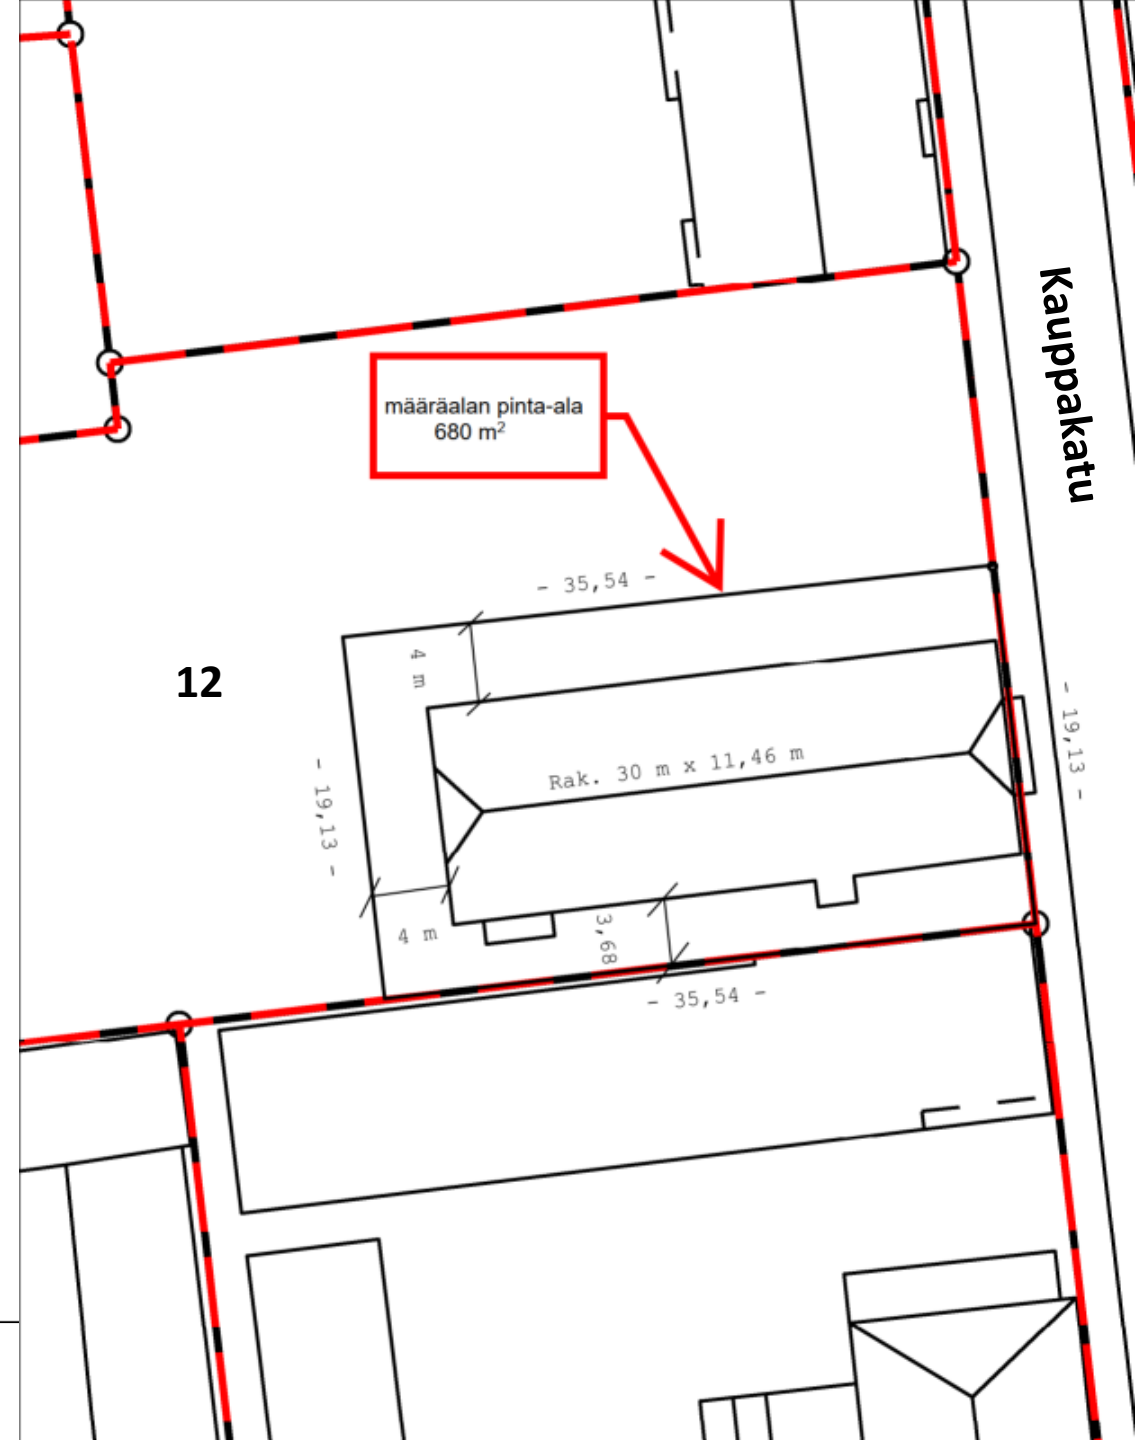 Kauppakatu
määräalan pinta-ala
680 m²
- 35,54 -
4 m
12
- 19,13 -
Rak. 30 m x 11,46 m
- 19,13 -
4 m
3,68
- 35,54 -